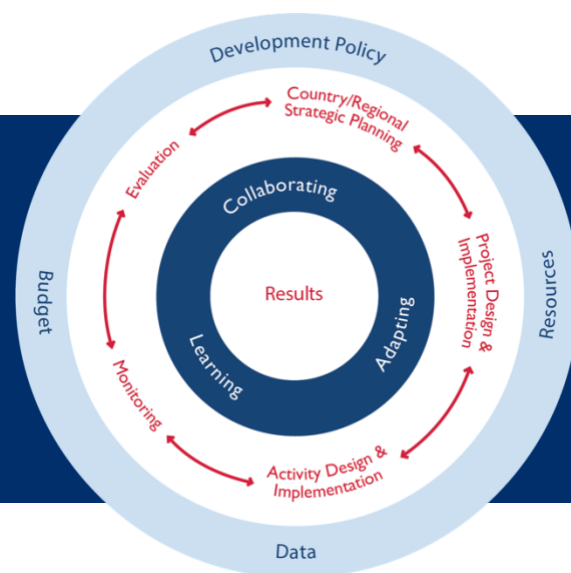 Development Policy
Country/Regional
Strategic Planning
Evaluation
Collaborating
Project Design &
Implementation
Budget
Results
Resources
Adapting
Learning
Monitoring
Activity Design &
Implementation
Data